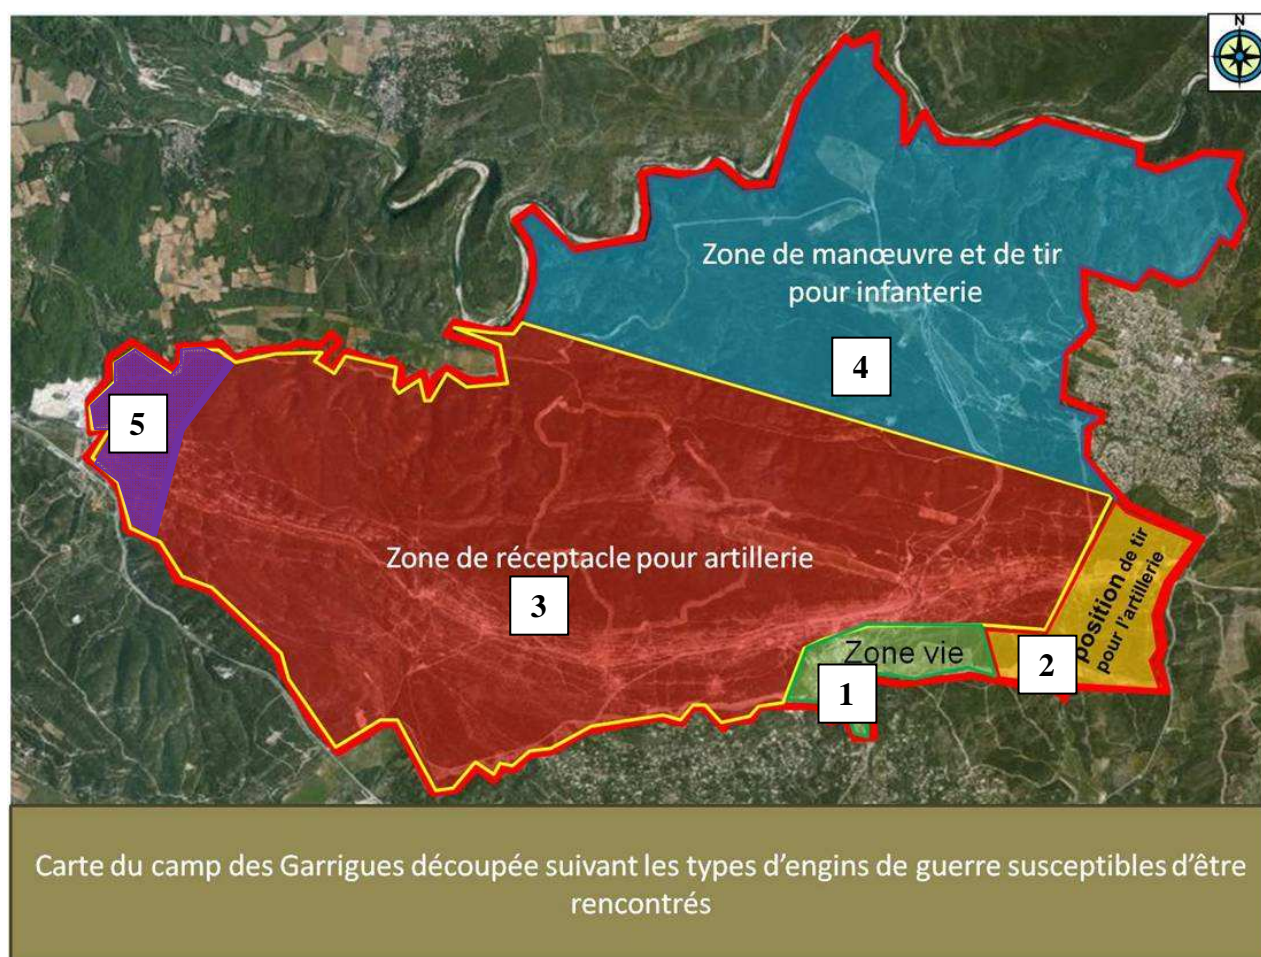 N
Zone de manœuvre et de tir
pour infanterie
4
5
Zone de réceptacle pour artillerie
3
position de tir
pour l'artillerie
Zone vie
2
1
Carte du camp des Garrigues découpée suivant les types d'engins de guerre susceptibles d'être
rencontrés